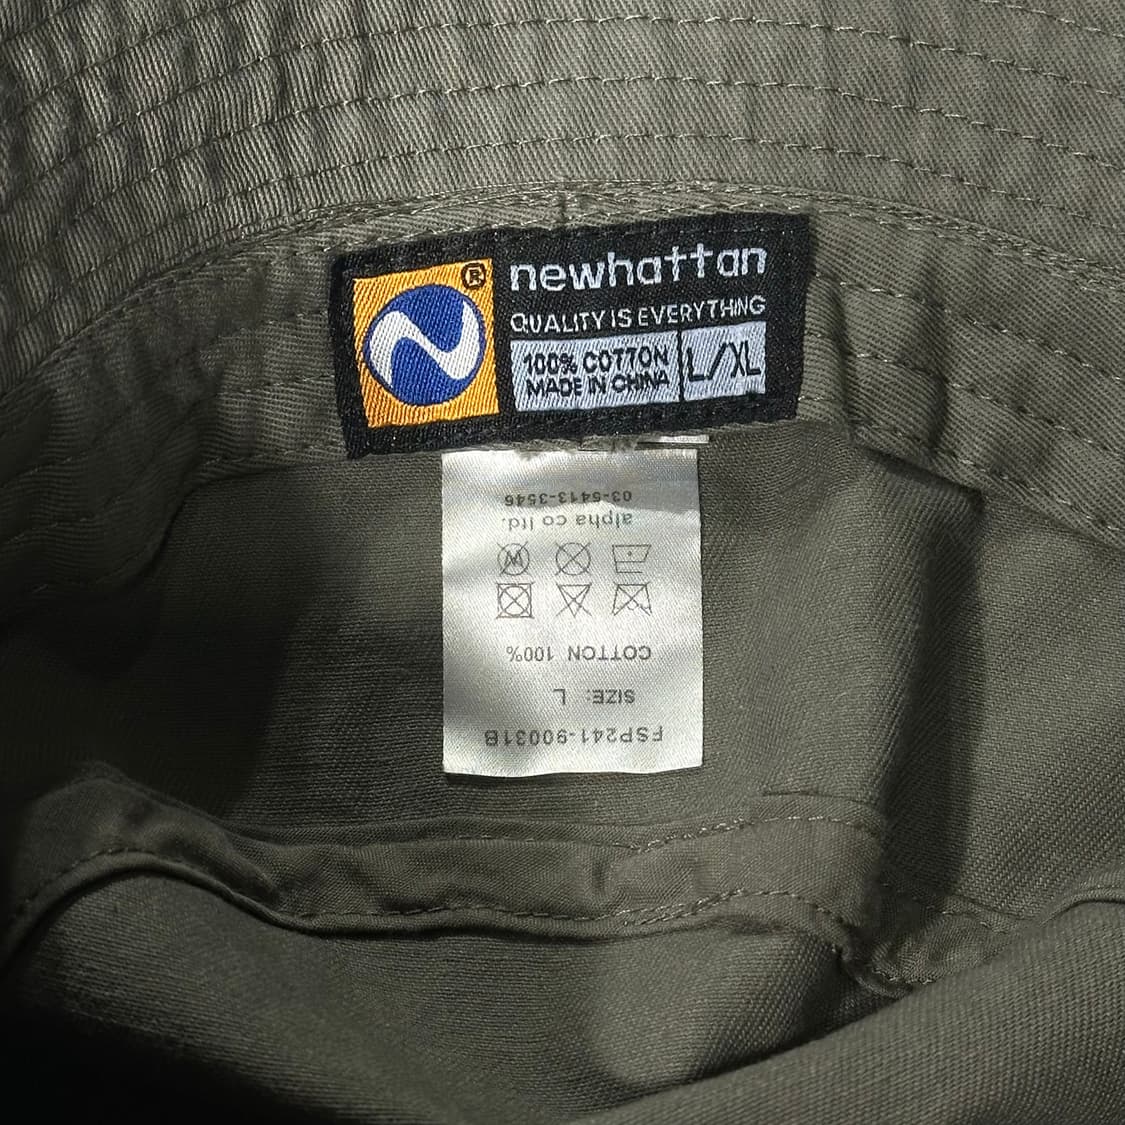 ®
newhattan
QUALITY IS EVERYTHING
100% COTTON
MADE IN CHINA
L/XL
FSP241-90031B
SIZE: L
COTTON 100%
alpha co ltd.
03-5413-3546